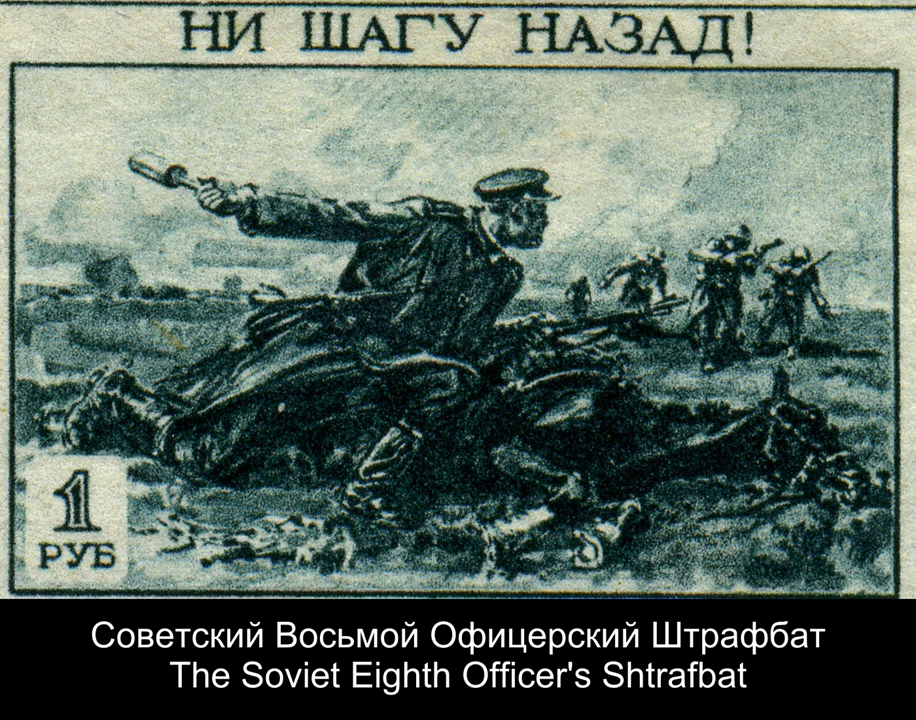 НИ ШАГУ НАЗАД!
1
РУБ
Советский Восьмой Офицерский Штрафбат
The Soviet Eighth Officer's Shtrafbat